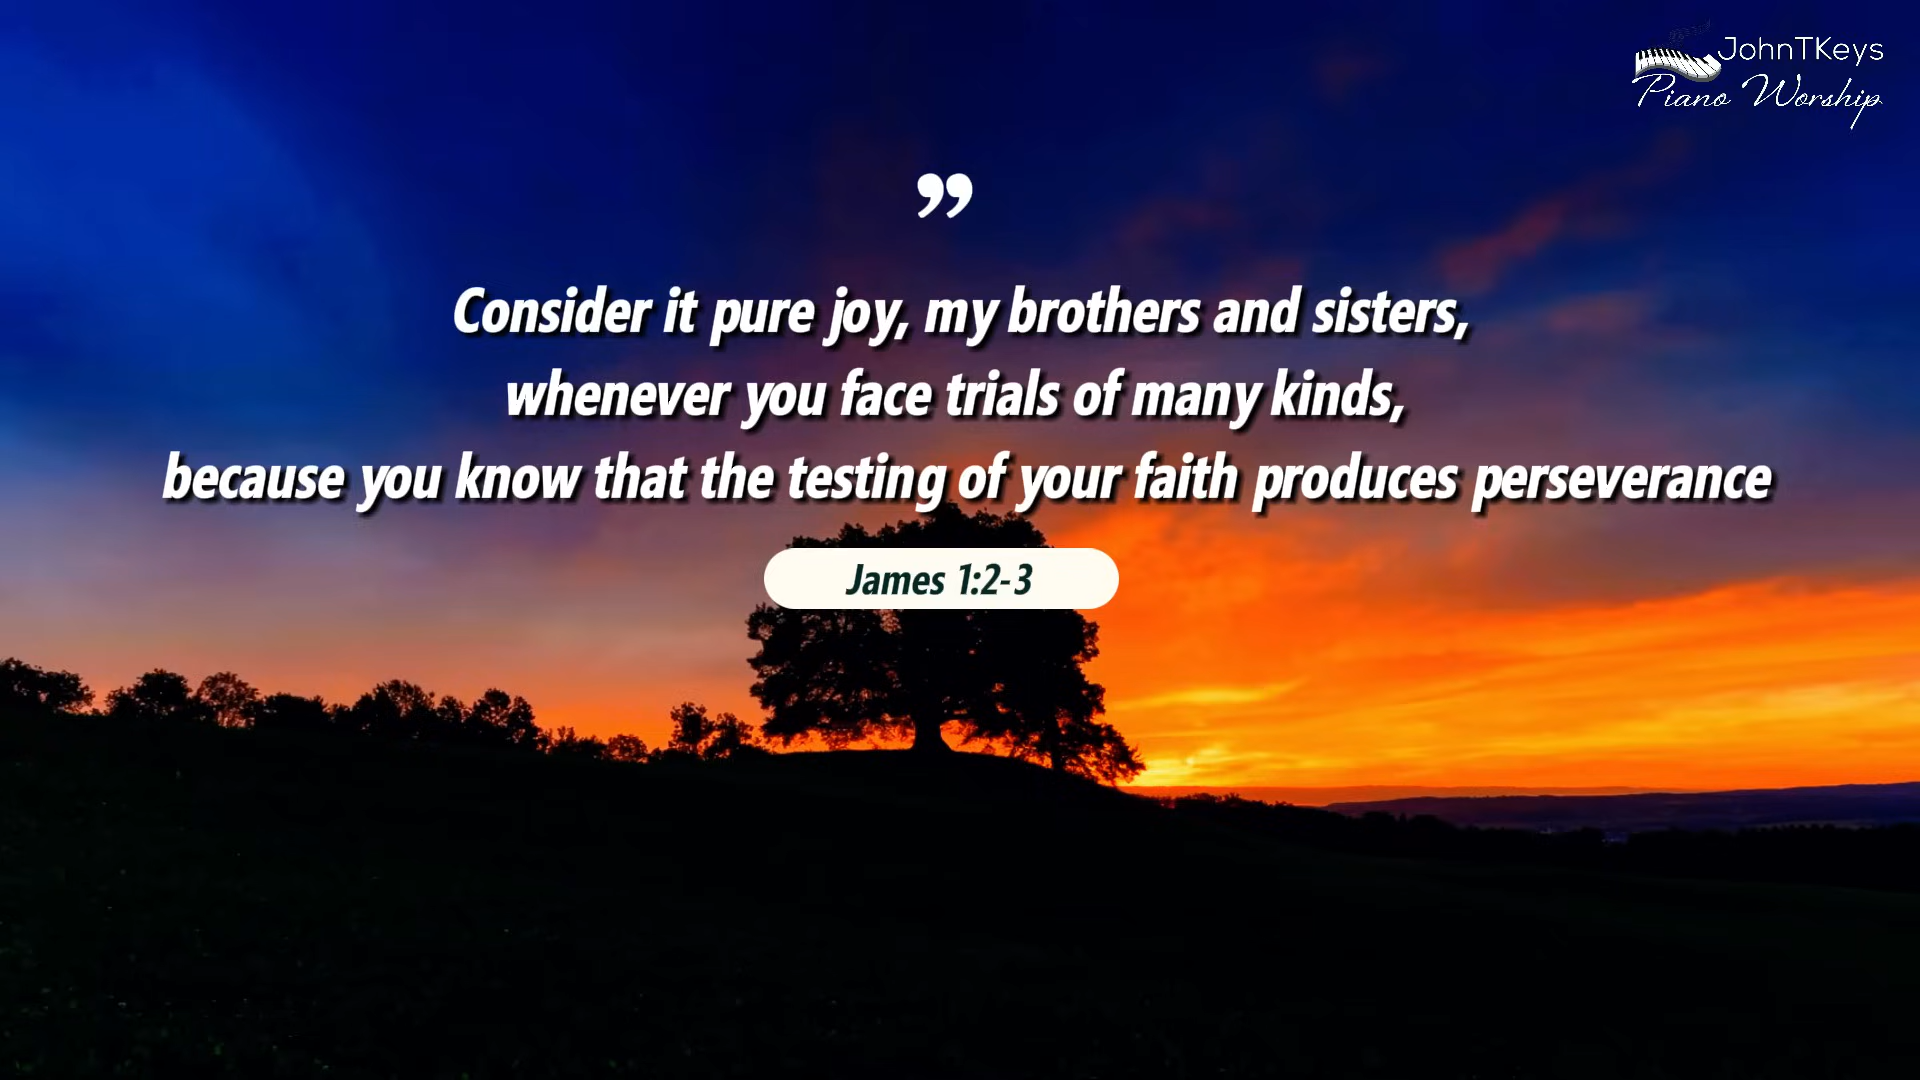 JohnTKeys
Piano Worship
”
Consider it pure joy, my brothers and sisters,
whenever you face trials of many kinds,
because you know that the testing of your faith produces perseverance
James 1:2-3